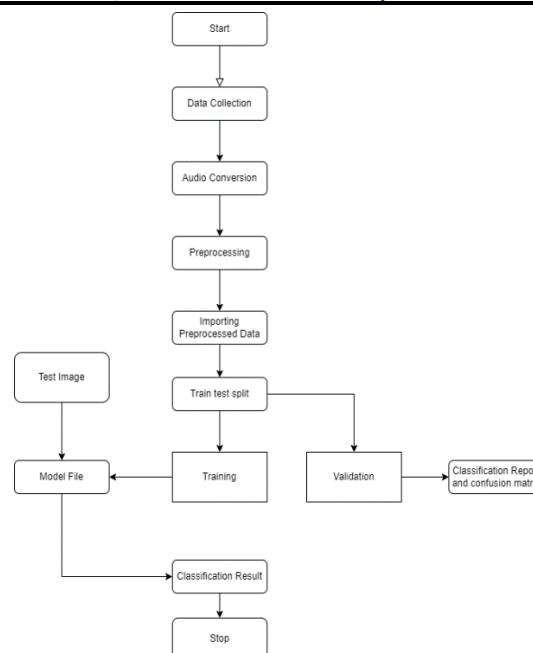 Start
Data Collection
Audio Conversion
Preprocessing
Importing
Preprocessed Data
Test Image
Train test split
Model File
Training
Validation
Classification Repo
and confusion matr
Classification Result
Stop